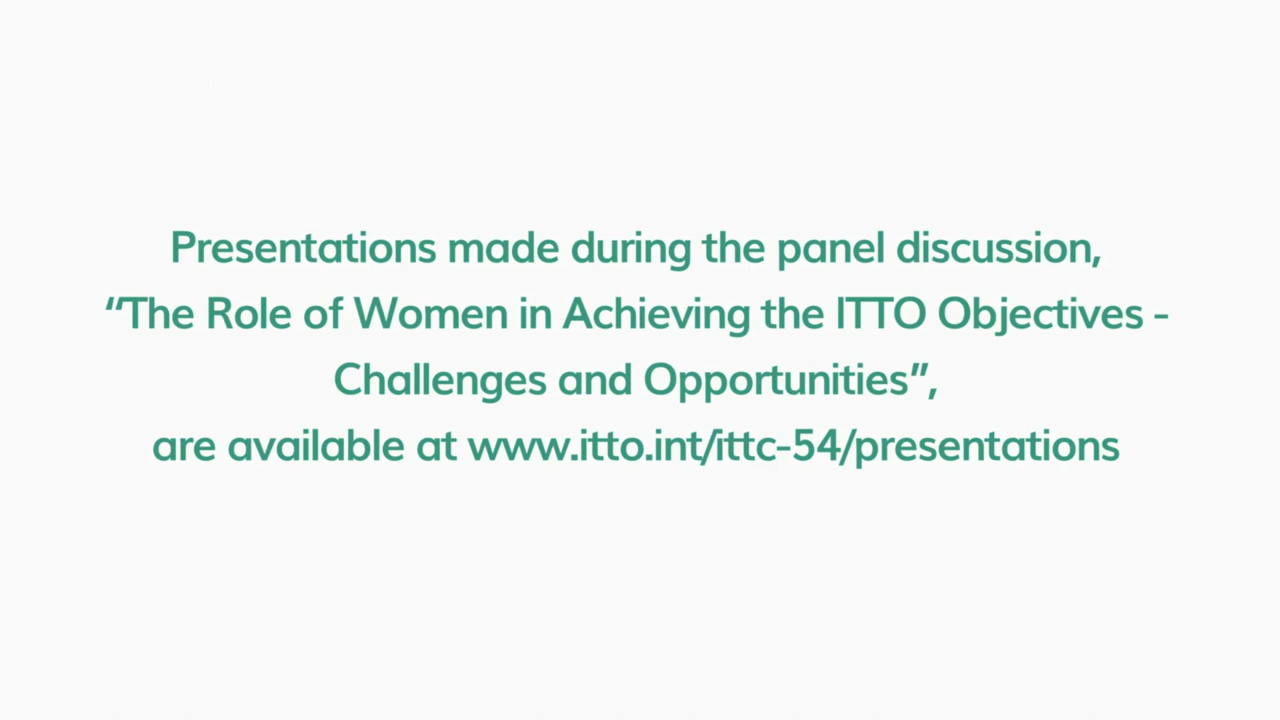 Presentations made during the panel discussion,
“The Role of Women in Achieving the ITTO Objectives -
Challenges and Opportunities”,
are available at www.itto.int/ittc-54/presentations